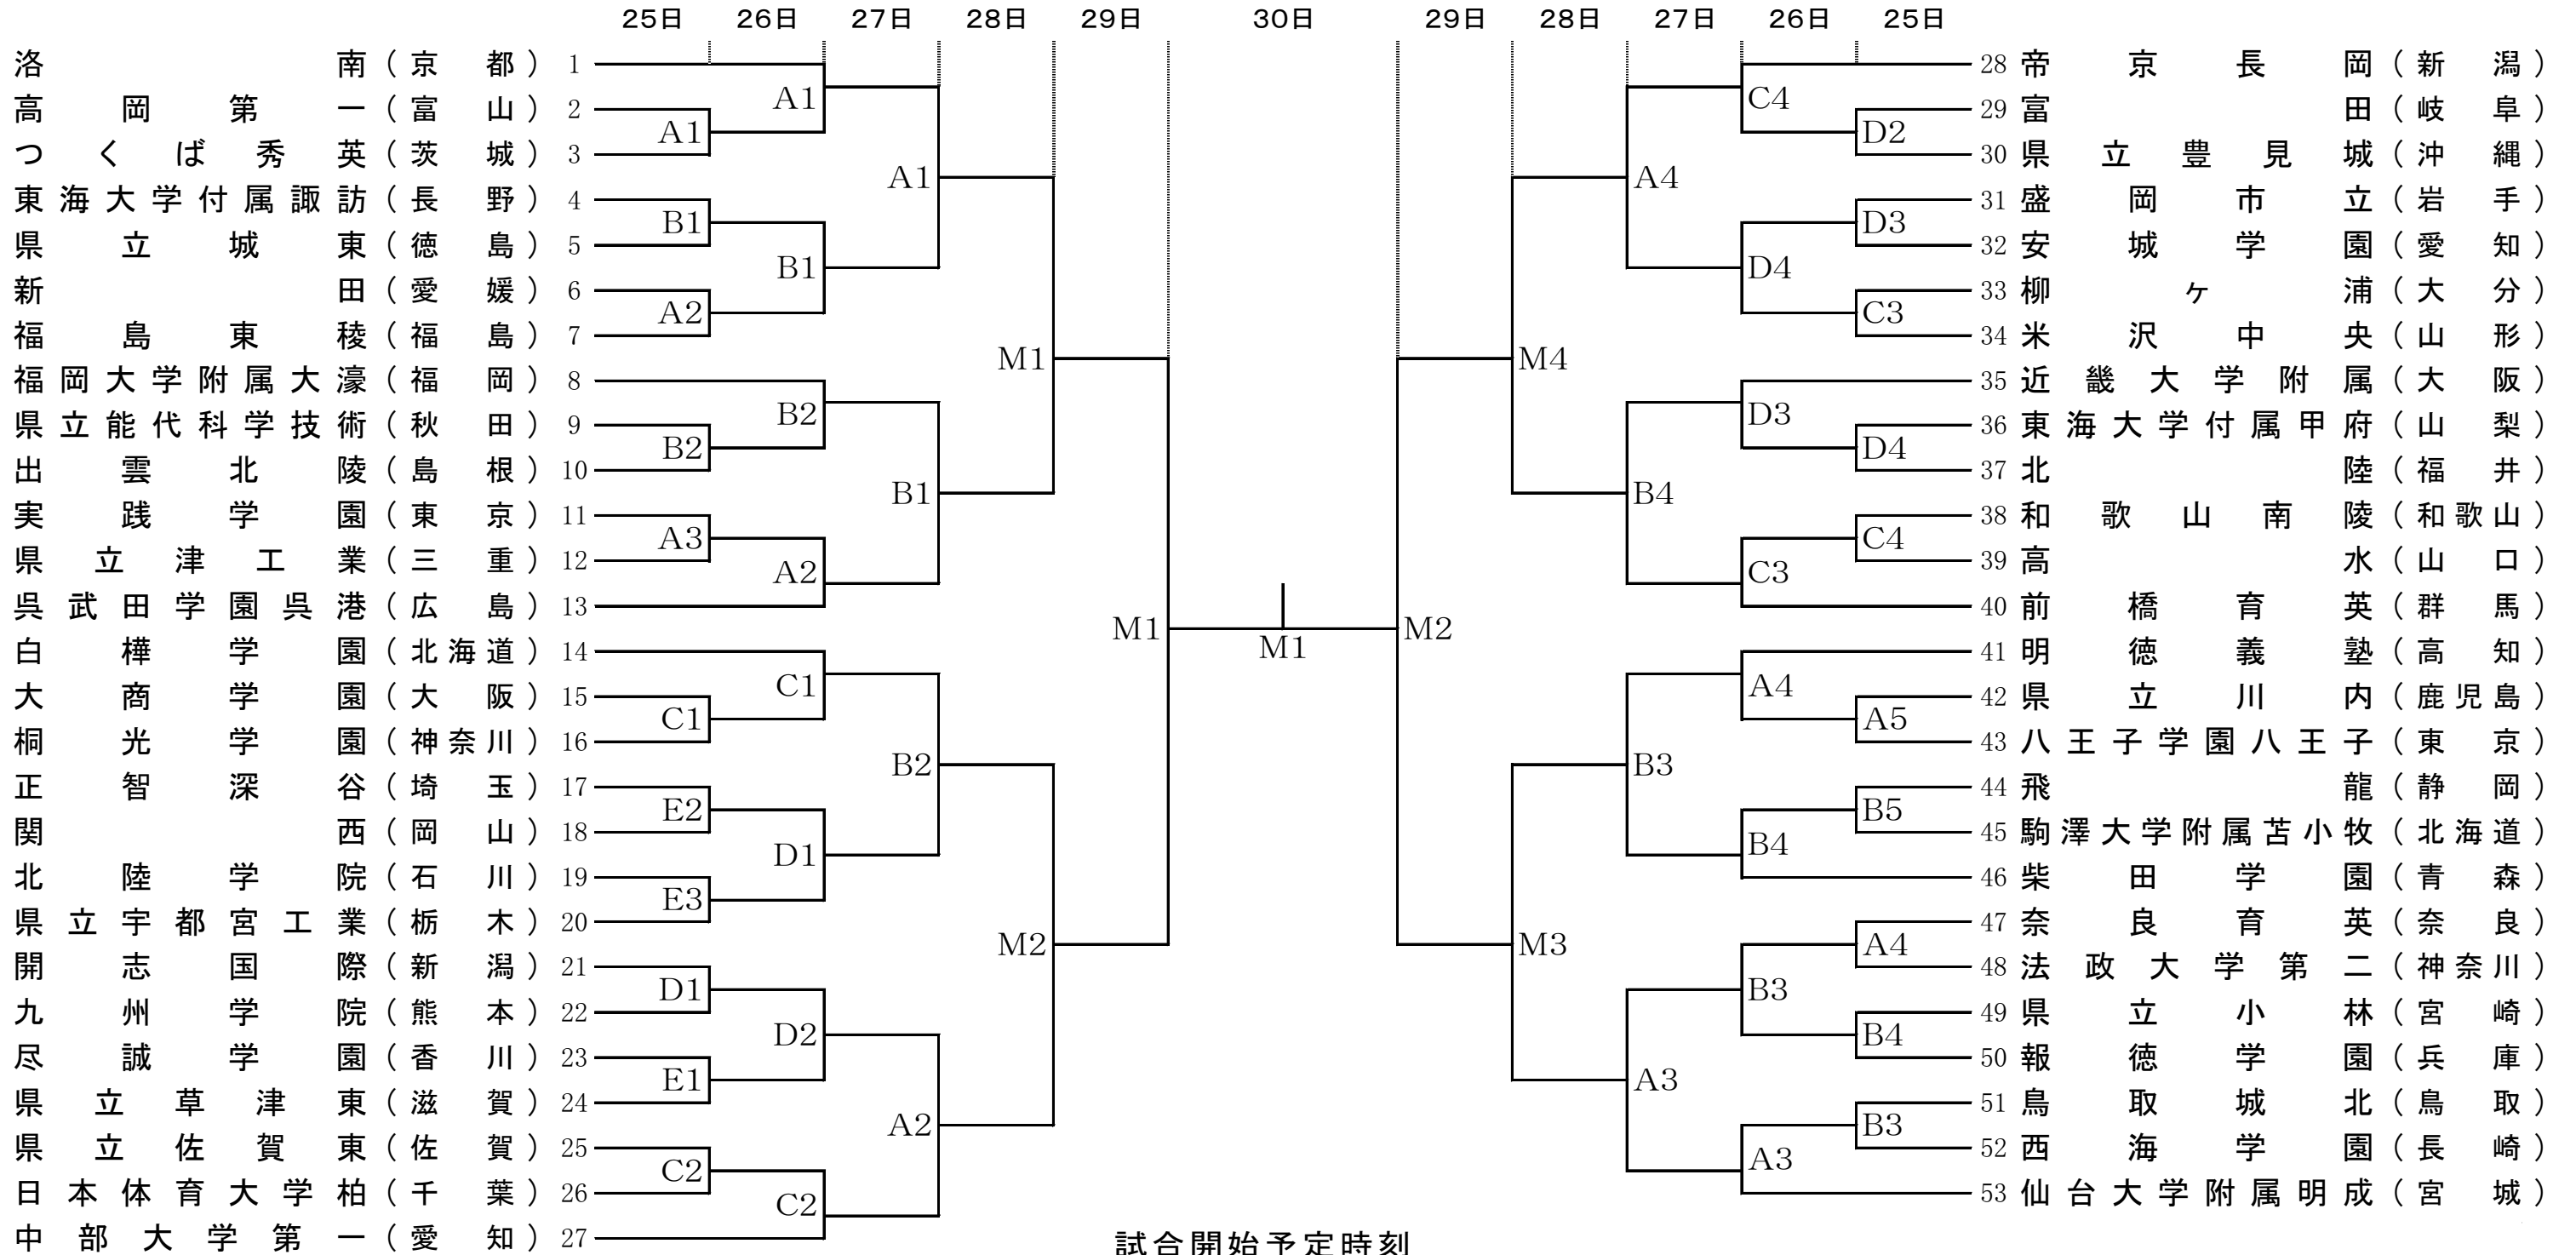 25日 26日 27日 28日 29日 30日 29日 28日 27日 26日 25日
洛南（京都） 1
高岡第一（富山） 2
つくば秀英（茨城） 3
東海大学付属諏訪（長野） 4
県立城東（徳島） 5
新田（愛媛） 6
福島東稜（福島） 7
福岡大学附属大濠（福岡） 8
県立能代科学技術（秋田） 9
出雲北陵（島根） 10
実践学園（東京） 11
県立津工業（三重） 12
呉武田学園呉港（広島） 13
白樺学園（北海道） 14
大商学園（大阪） 15
桐光学園（神奈川） 16
正智深谷（埼玉） 17
関西（岡山） 18
北陸学院（石川） 19
県立宇都宮工業（栃木） 20
開志国際（新潟） 21
九州学院（熊本） 22
尽誠学園（香川） 23
県立草津東（滋賀） 24
県立佐賀東（佐賀） 25
日本体育大学柏（千葉） 26
中部大学第一（愛知） 27
A1
B1
A2
B2
A3
C1
E2
E3
D1
E1
C2
A1
B1
B2
A2
C1
D1
D2
C2
A1
B1
B2
A2
M1
M2
M1
M1
M2
M4
M3
A4
B4
B3
A3
C4
D4
D3
C3
A4
B4
B3
A3
D2
D3
C3
D4
C4
A5
B5
A4
B4
B3
28 帝京長岡（新潟）
29 富田（岐阜）
30 県立豊見城（沖縄）
31 盛岡市立（岩手）
32 安城学園（愛知）
33 柳ヶ浦（大分）
34 米沢中央（山形）
35 近畿大学附属（大阪）
36 東海大学付属甲府（山梨）
37 北陸（福井）
38 和歌山南陵（和歌山）
39 高水（山口）
40 前橋育英（群馬）
41 明徳義塾（高知）
42 県立川内（鹿児島）
43 八王子学園八王子（東京）
44 飛龍（静岡）
45 駒澤大学附属苫小牧（北海道）
46 柴田学園（青森）
47 奈良育英（奈良）
48 法政大学第二（神奈川）
49 県立小林（宮崎）
50 報徳学園（兵庫）
51 鳥取城北（鳥取）
52 西海学園（長崎）
53 仙台大学附属明成（宮城）
試合開始予定時刻